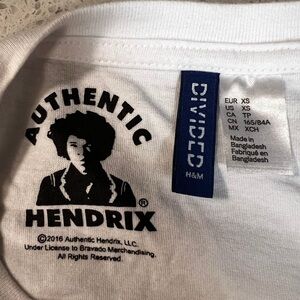 AUTHENTIC
HENDRIX®
©2016 Authentic Hendrix, LLC.
Under License to Bravado Merchandising.
All Rights Reserved.
DIVIDED
H&M
EUR XS
US XS
CA TP
CN 165/84A
MX XCH
Made in
Bangladesh
Fabriqué en
Bangladesh